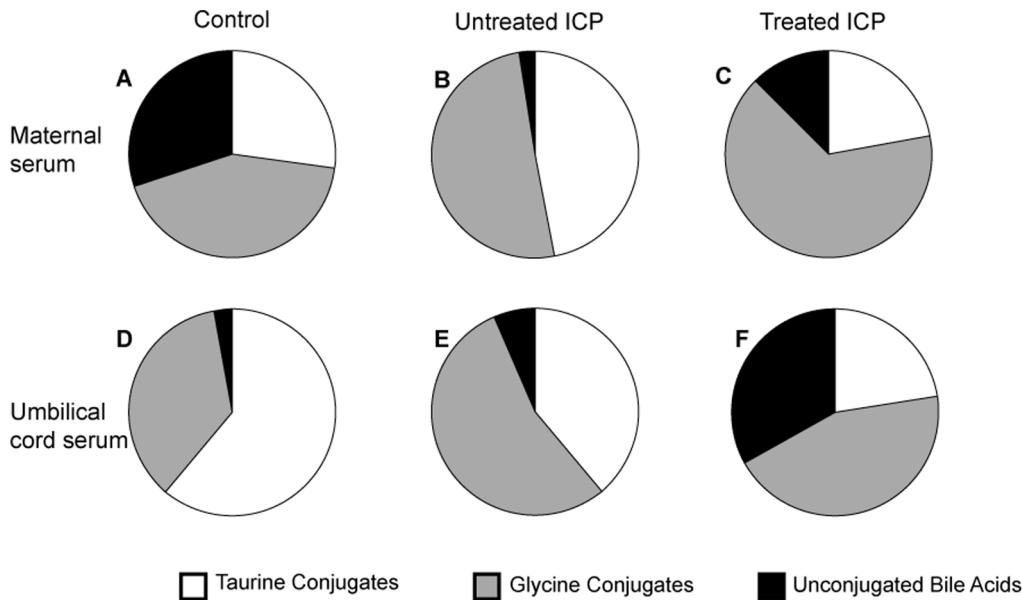 Control Untreated ICP Treated ICP
A B C
Maternal
serum
D E F
Umbilical
cord serum
Taurine Conjugates Glycine Conjugates Unconjugated Bile Acids